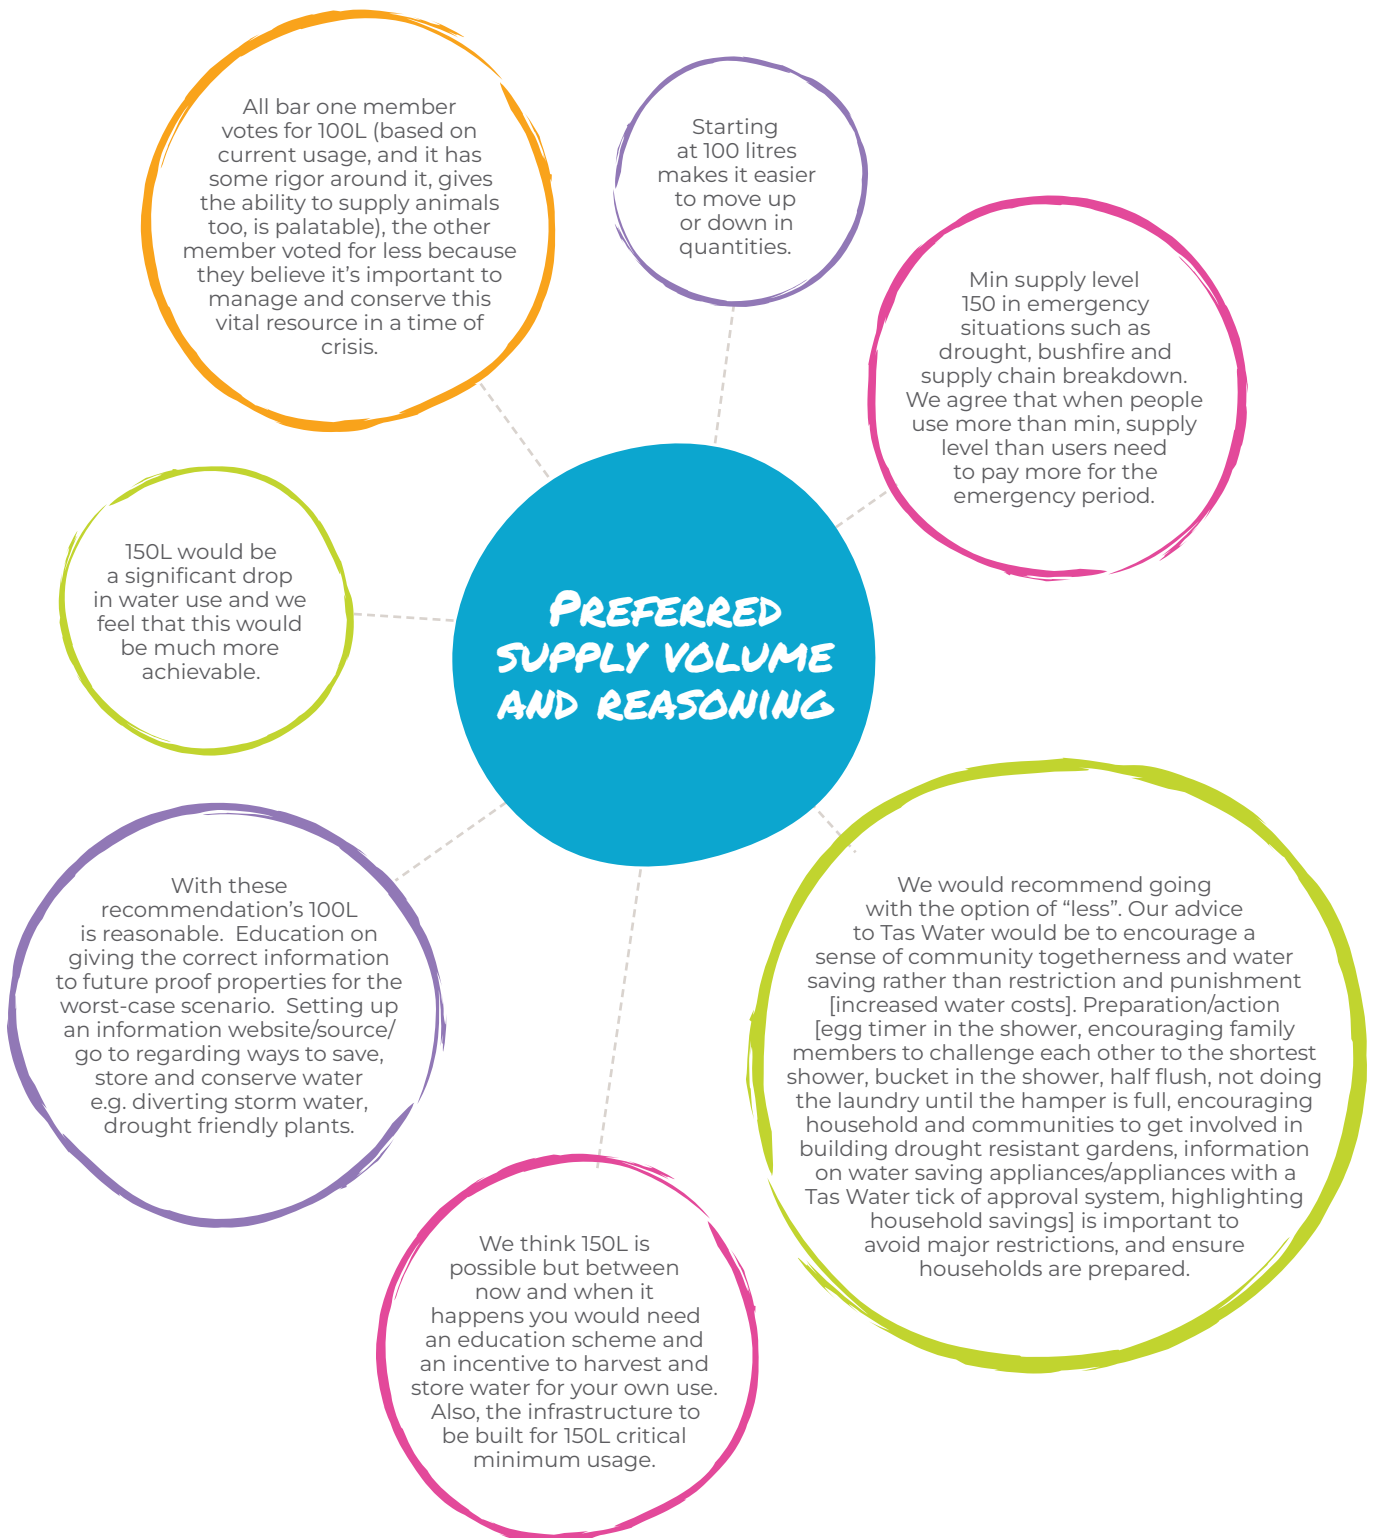 All bar one member
votes for 100L (based on
current usage, and it has
some rigor around it, gives
the ability to supply animals
too, is palatable), the other
member voted for less because
they believe it’s important to
manage and conserve this
vital resource in a time of
crisis.
Starting
at 100 litres
makes it easier
to move up
or down in
quantities.
Min supply level
150 in emergency
situations such as
drought, bushfire and
supply chain breakdown.
We agree that when people
use more than min, supply
level than users need
to pay more for the
emergency period.
150L would be
a significant drop
in water use and we
feel that this would
be much more
achievable.
PREFERRED
SUPPLY VOLUME
AND REASONING
With these
recommendation’s 100L
is reasonable.  Education on
giving the correct information
to future proof properties for the
worst-case scenario.  Setting up
an information website/source/
go to regarding ways to save,
store and conserve water
e.g. diverting storm water,
drought friendly plants.
We would recommend going
with the option of “less”. Our advice
to Tas Water would be to encourage a
sense of community togetherness and water
saving rather than restriction and punishment
[increased water costs]. Preparation/action
[egg timer in the shower, encouraging family
members to challenge each other to the shortest
shower, bucket in the shower, half flush, not doing
the laundry until the hamper is full, encouraging
household and communities to get involved in
building drought resistant gardens, information
on water saving appliances/appliances with a
Tas Water tick of approval system, highlighting
household savings] is important to
avoid major restrictions, and ensure
households are prepared.
We think 150L is
possible but between
now and when it
happens you would need
an education scheme and
an incentive to harvest and
store water for your own use.
Also, the infrastructure to
be built for 150L critical
minimum usage.